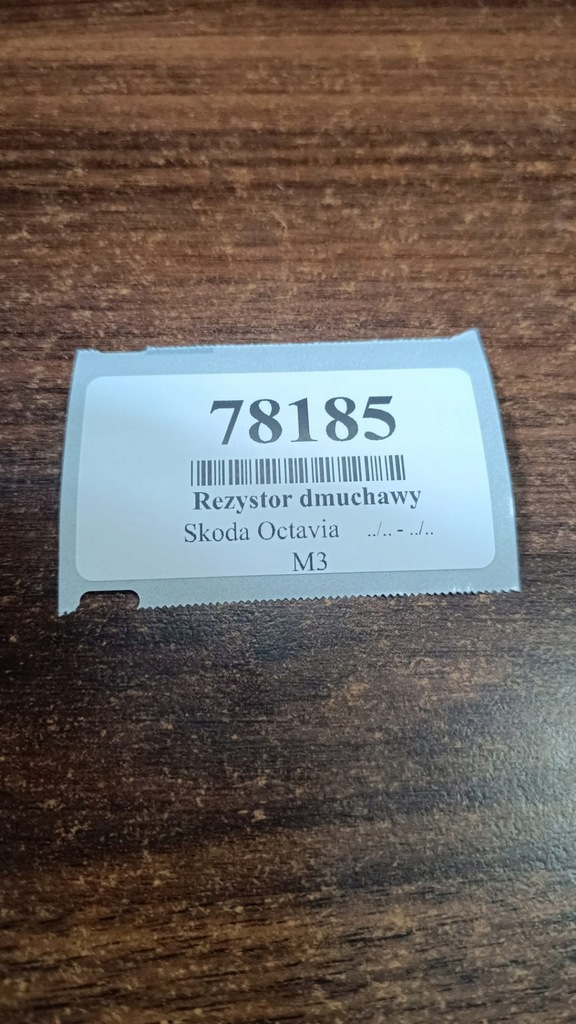 78185
Rezystor dmuchawy
Skoda Octavia ../.. - ../..
M3